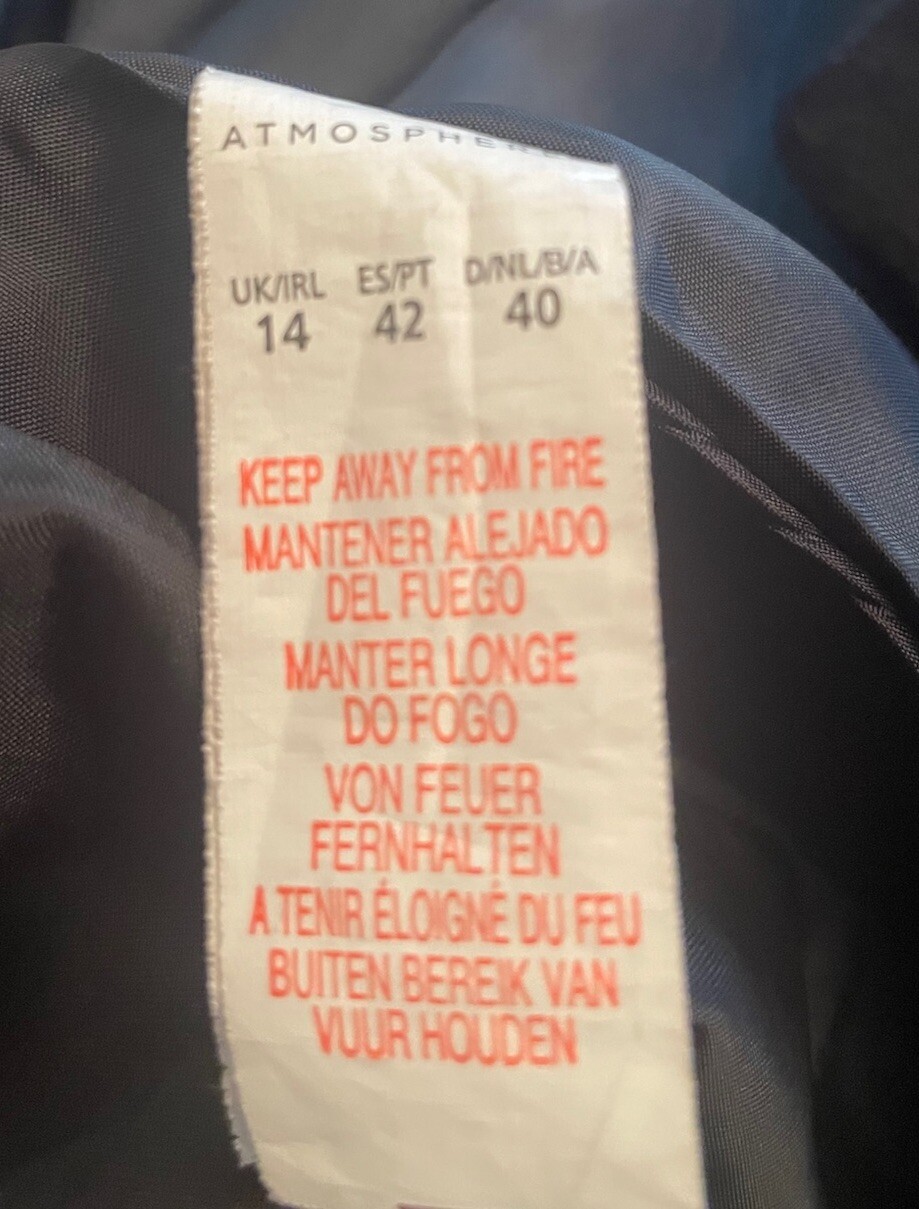 ATMOSPHERE
UK/IRL ES/PT D/NL/B/A
14 42 40
KEEP AWAY FROM FIRE
MANTENER ALEJADO
DEL FUEGO
MANTER LONGE
DO FOGO
VON FEUER
FERNHALTEN
A TENIR ÉLOIGNÉ DU FEU
BUITEN BEREIK VAN
VUUR HOUDEN